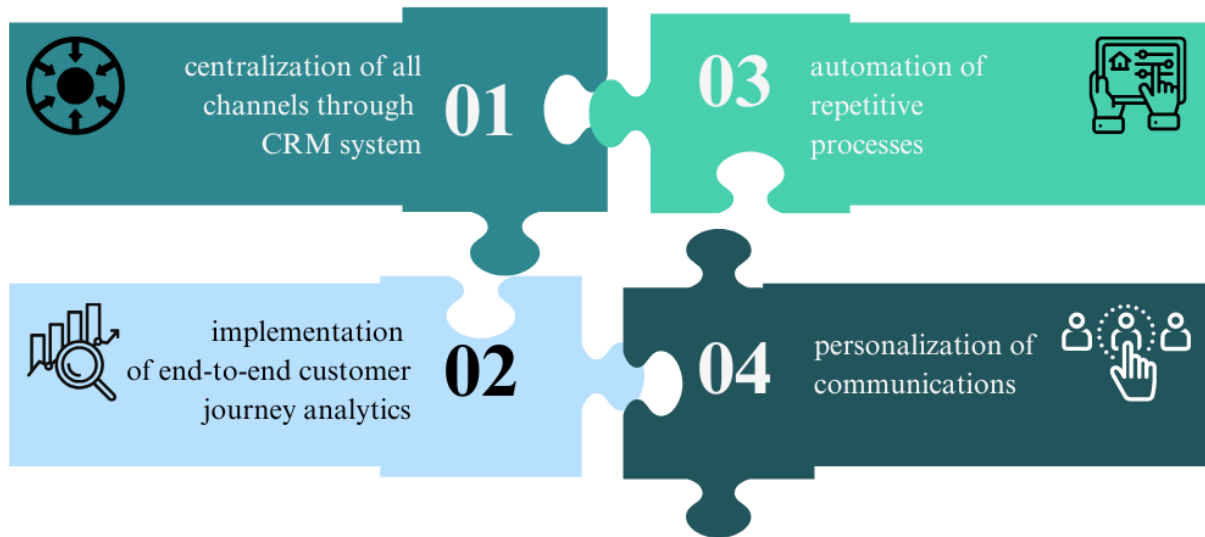 centralization of all
channels through
CRM system
01
implementation
of end-to-end customer
journey analytics
02
03
automation of
repetitive
processes
04
personalization of
communications